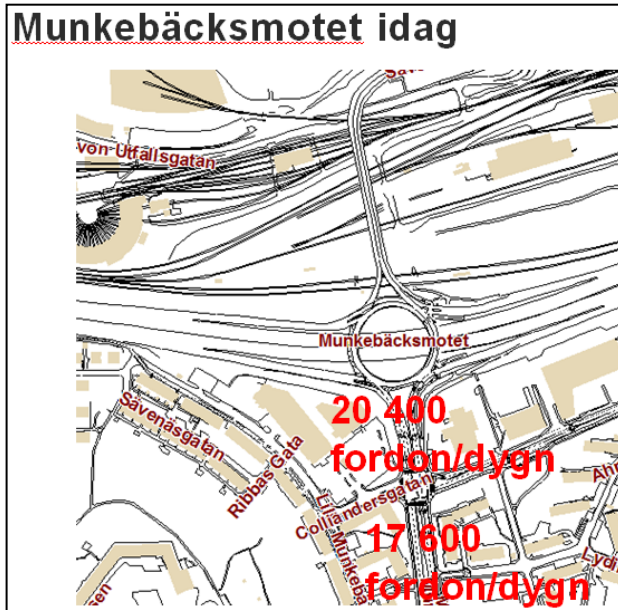 Munkebäcksmotet idag
von Utfallsgatan
Munkebäcksmotet
Sävenäsgatan
20 400
fordon/dygn
Ribbas Gata
Colliandersgatan
17 600
fordon/dygn